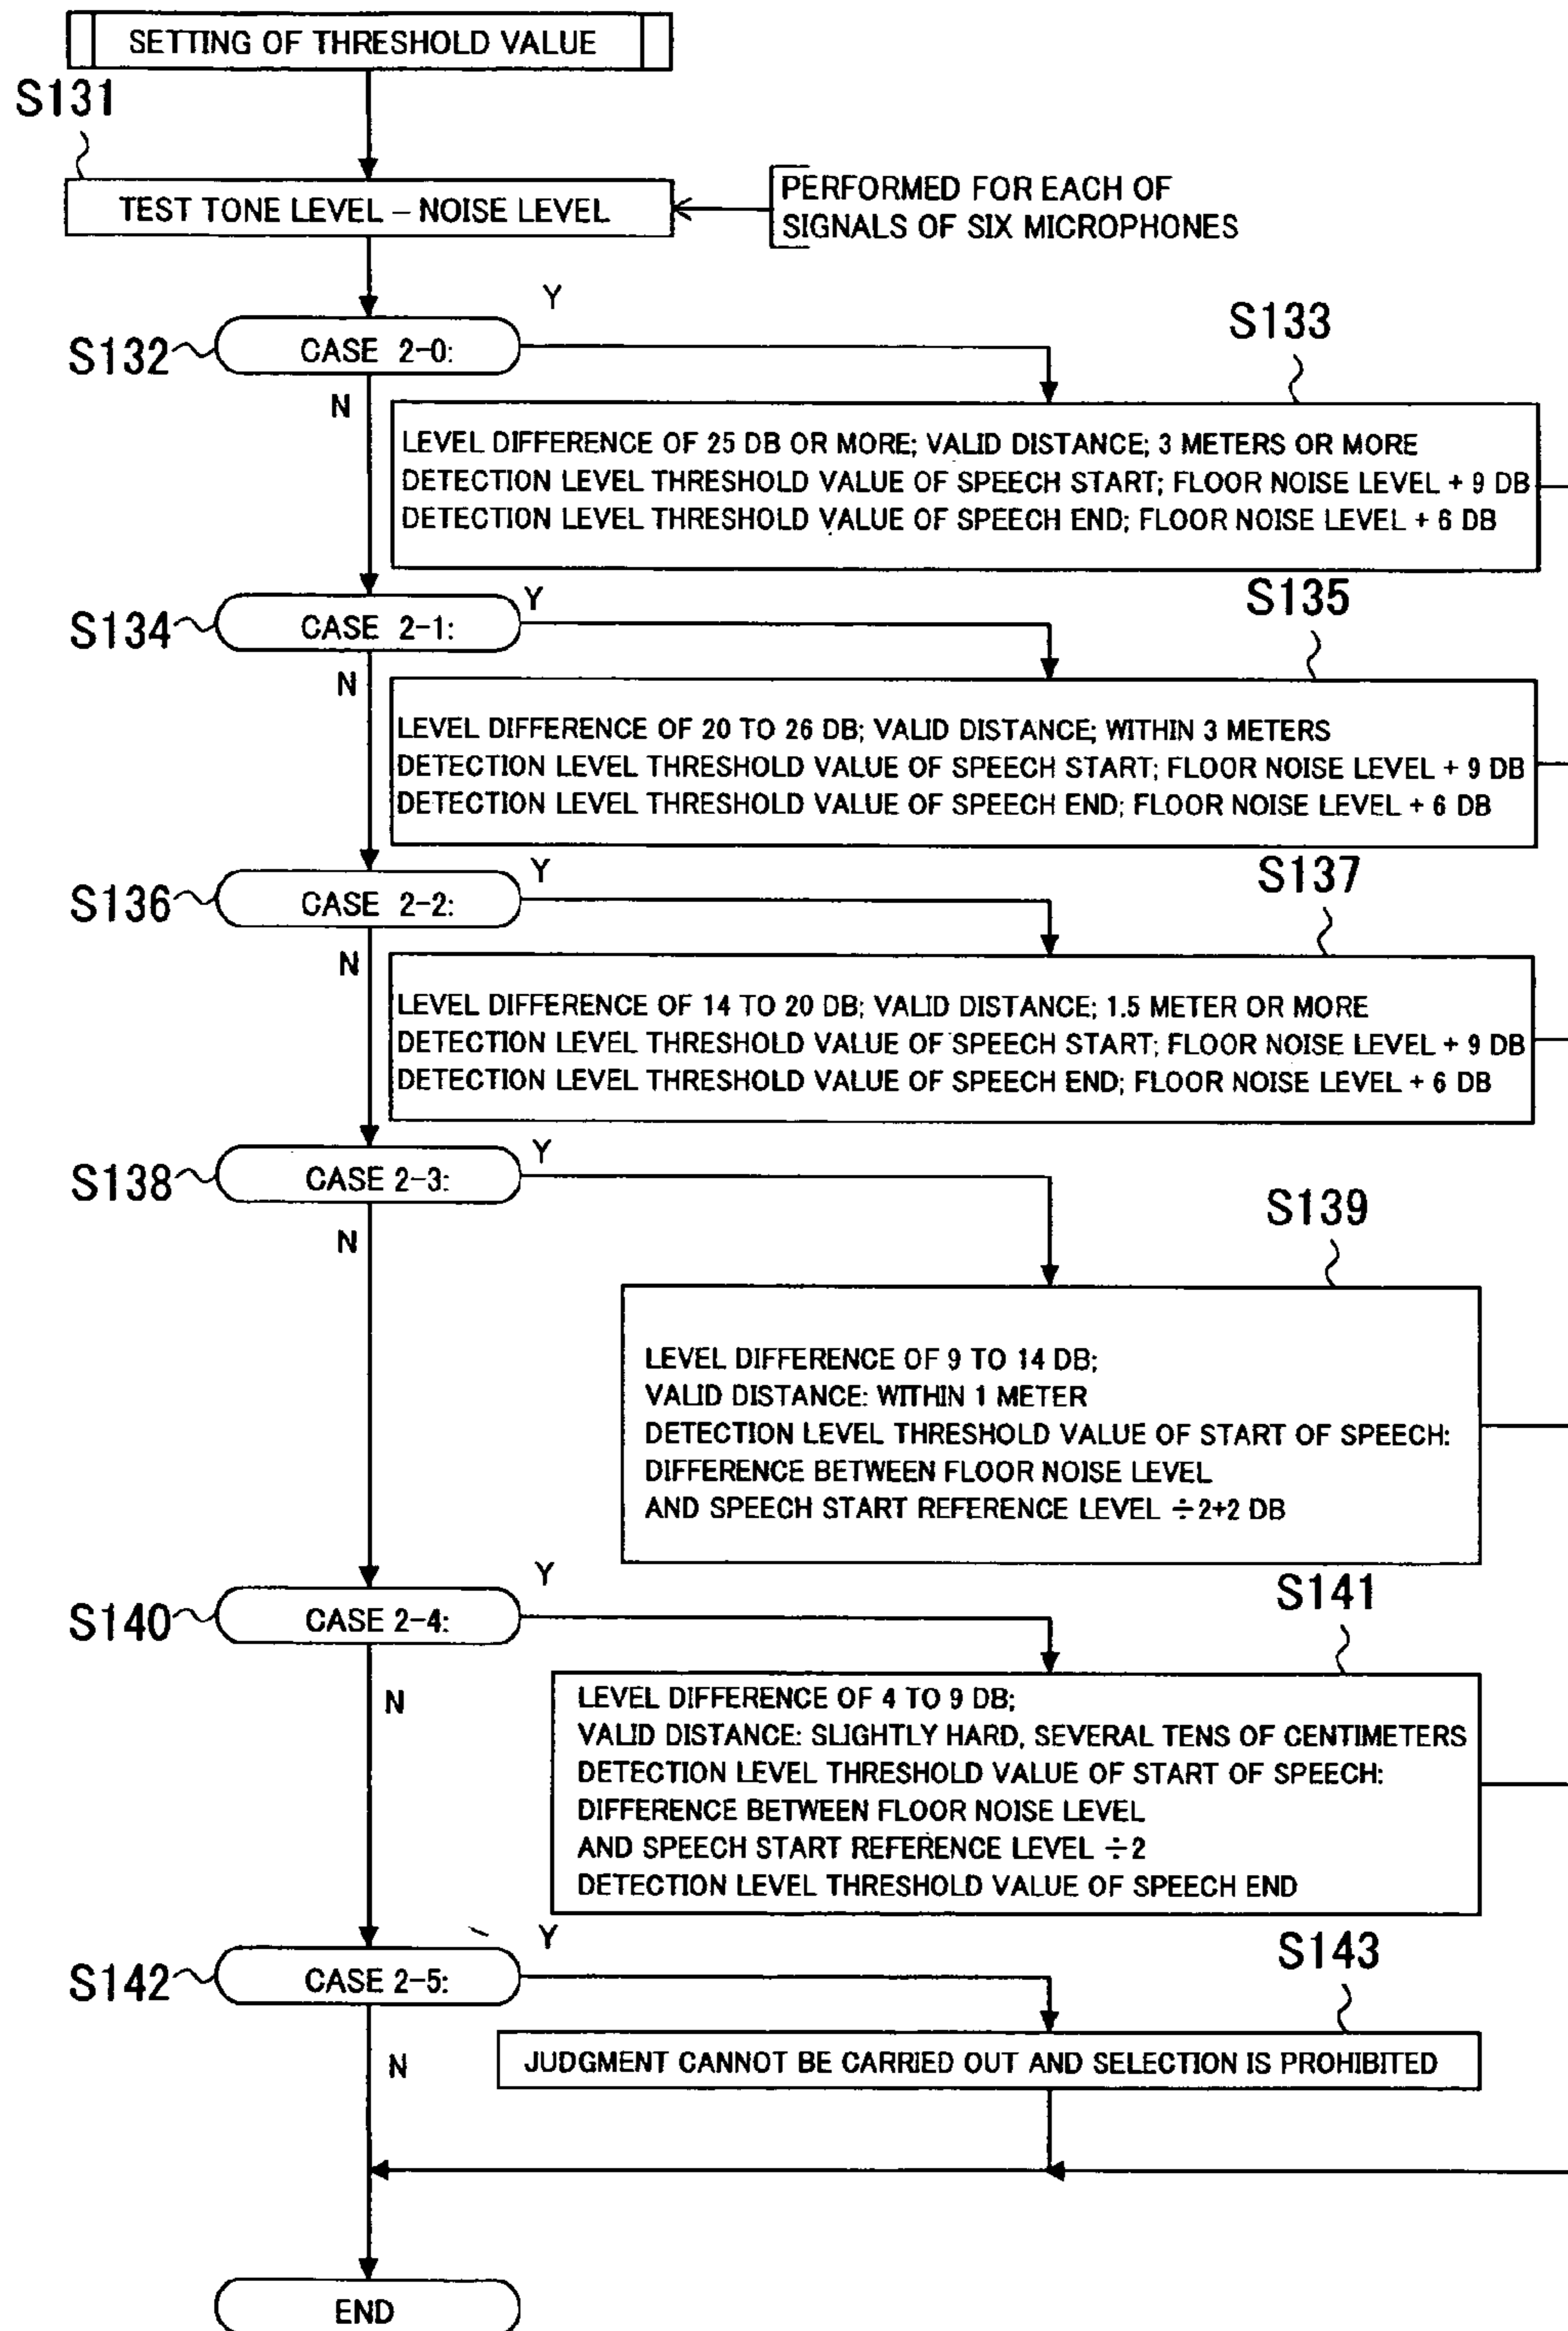 SETTING OF THRESHOLD VALUE
S131
TEST TONE LEVEL – NOISE LEVEL
PERFORMED FOR EACH OF
SIGNALS OF SIX MICROPHONES
Y
S132
CASE 2-0:
S133
N
LEVEL DIFFERENCE OF 25 DB OR MORE; VALID DISTANCE; 3 METERS OR MORE
DETECTION LEVEL THRESHOLD VALUE OF SPEECH START; FLOOR NOISE LEVEL + 9 DB
DETECTION LEVEL THRESHOLD VALUE OF SPEECH END; FLOOR NOISE LEVEL + 6 DB
S134
CASE 2-1:
Y
S135
N
LEVEL DIFFERENCE OF 20 TO 26 DB; VALID DISTANCE; WITHIN 3 METERS
DETECTION LEVEL THRESHOLD VALUE OF SPEECH START; FLOOR NOISE LEVEL + 9 DB
DETECTION LEVEL THRESHOLD VALUE OF SPEECH END; FLOOR NOISE LEVEL + 6 DB
S136
CASE 2-2:
Y
S137
N
LEVEL DIFFERENCE OF 14 TO 20 DB; VALID DISTANCE; 1.5 METER OR MORE
DETECTION LEVEL THRESHOLD VALUE OF SPEECH START; FLOOR NOISE LEVEL + 9 DB
DETECTION LEVEL THRESHOLD VALUE OF SPEECH END; FLOOR NOISE LEVEL + 6 DB
S138
CASE 2-3:
Y
S139
N
LEVEL DIFFERENCE OF 9 TO 14 DB;
VALID DISTANCE: WITHIN 1 METER
DETECTION LEVEL THRESHOLD VALUE OF START OF SPEECH:
DIFFERENCE BETWEEN FLOOR NOISE LEVEL
AND SPEECH START REFERENCE LEVEL ÷2+2 DB
S140
CASE 2-4:
Y
S141
N
LEVEL DIFFERENCE OF 4 TO 9 DB;
VALID DISTANCE: SLIGHTLY HARD, SEVERAL TENS OF CENTIMETERS
DETECTION LEVEL THRESHOLD VALUE OF START OF SPEECH:
DIFFERENCE BETWEEN FLOOR NOISE LEVEL
AND SPEECH START REFERENCE LEVEL ÷2
DETECTION LEVEL THRESHOLD VALUE OF SPEECH END
S142
CASE 2-5:
Y
S143
N
JUDGMENT CANNOT BE CARRIED OUT AND SELECTION IS PROHIBITED
END